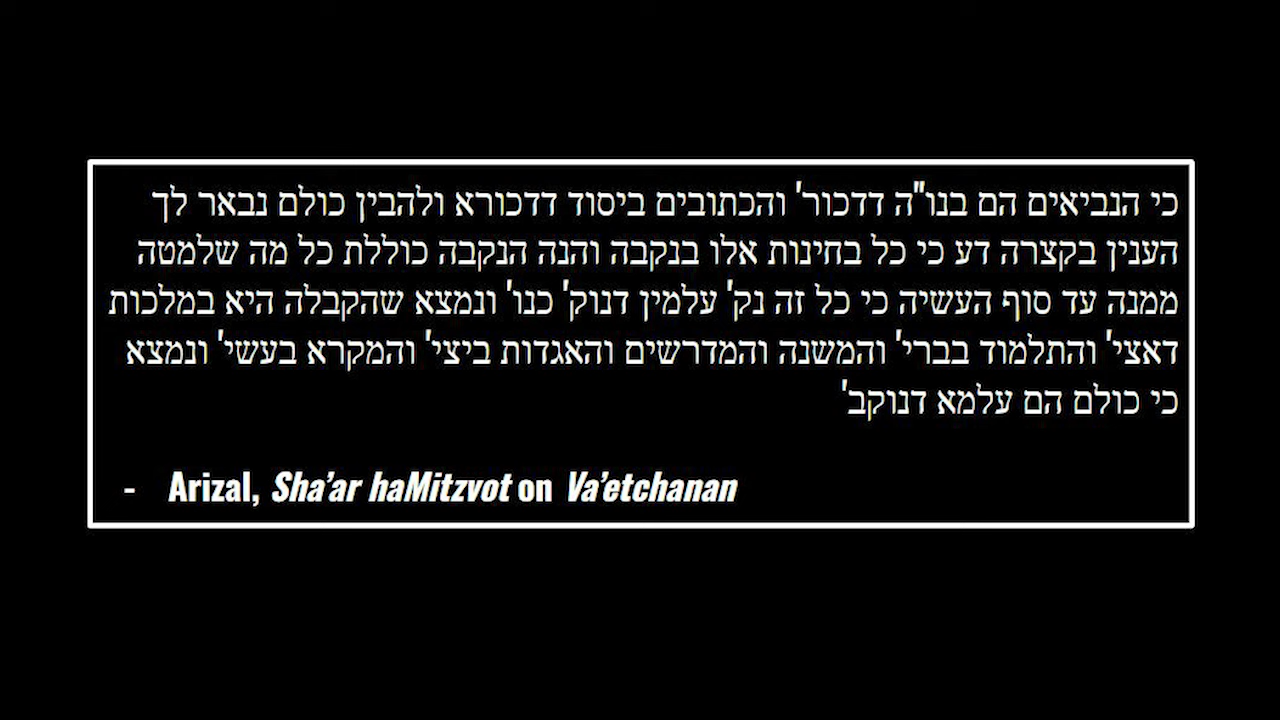 כי הנביאים הם בנו"ה דדכור' והכתובים ביסוד דדכורא ולהבין כולם נבאר לך
הענין בקצרה דע כי כל בחינות אלו בנקבה והנה הנקבה כוללת כל מה שלמטה
ממנה עד סוף העשיה כי כל זה נק' עלמין דנוק' כנו' ונמצא שהקבלה היא במלכות
דאצי' והתלמוד בברי' והמשנה והמדרשים והאגדות ביצי' והמקרא בעשי' ונמצא
כי כולם הם עלמא דנוקב'
- Arizal, Sha'ar haMitzvot on Va'etchanan